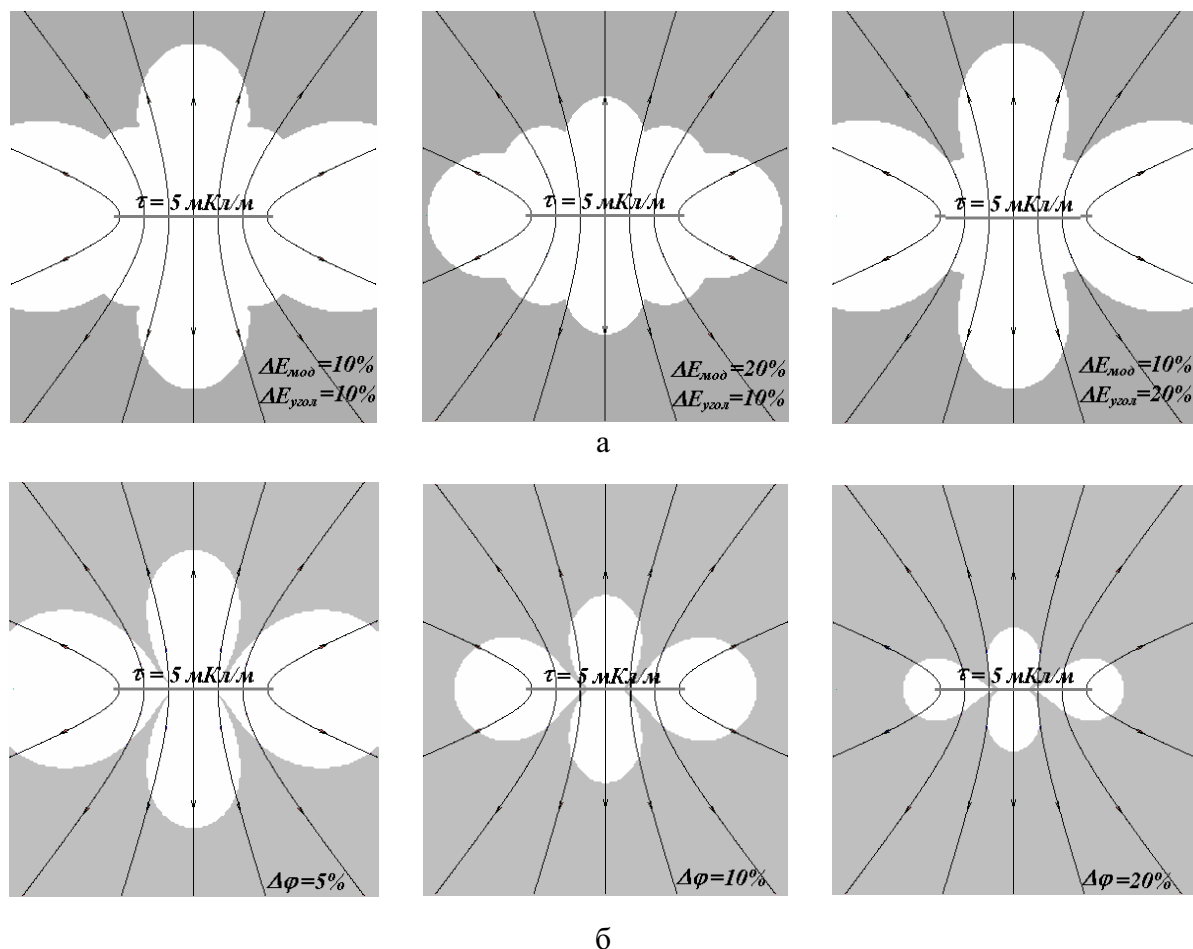 τ = 5 мКл/м
ΔEмод=10%
ΔEугол=10%
τ = 5 мКл/м
ΔEмод=20%
ΔEугол=10%
τ = 5 мКл/м
ΔEмод=10%
ΔEугол=20%
а
τ = 5 мКл/м
Δφ=5%
τ = 5 мКл/м
Δφ=10%
τ = 5 мКл/м
Δφ=20%
б